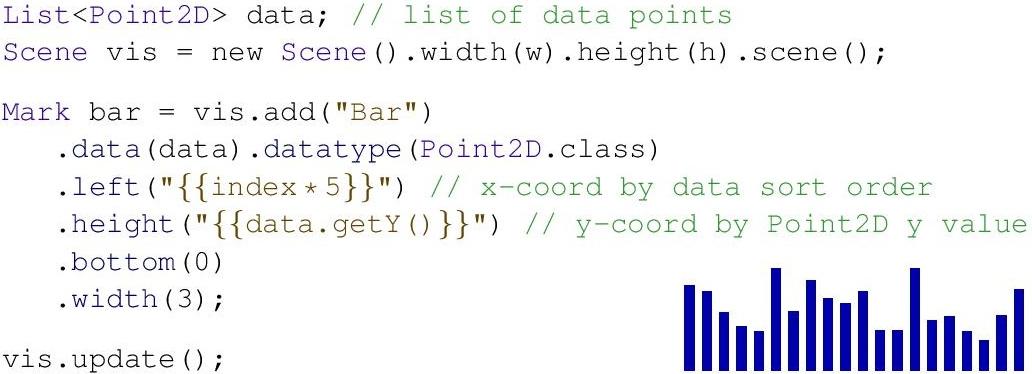 List<Point2D> data; // list of data points
Scene vis = new Scene().width(w).height(h).scene();
Mark bar = vis.add("Bar")
.data(data).datatype(Point2D.class)
.left("{{index*5}}") // x-coord by data sort order
.height("{{data.getY()}}") // y-coord by Point2D y value
.bottom(0)
.width(3);
vis.update();